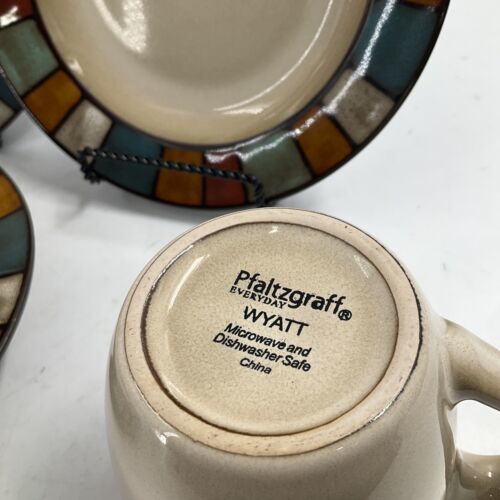 Pfaltzgraff®
EVERYDAY
WYATT
Microwave and
Dishwasher Safe
China